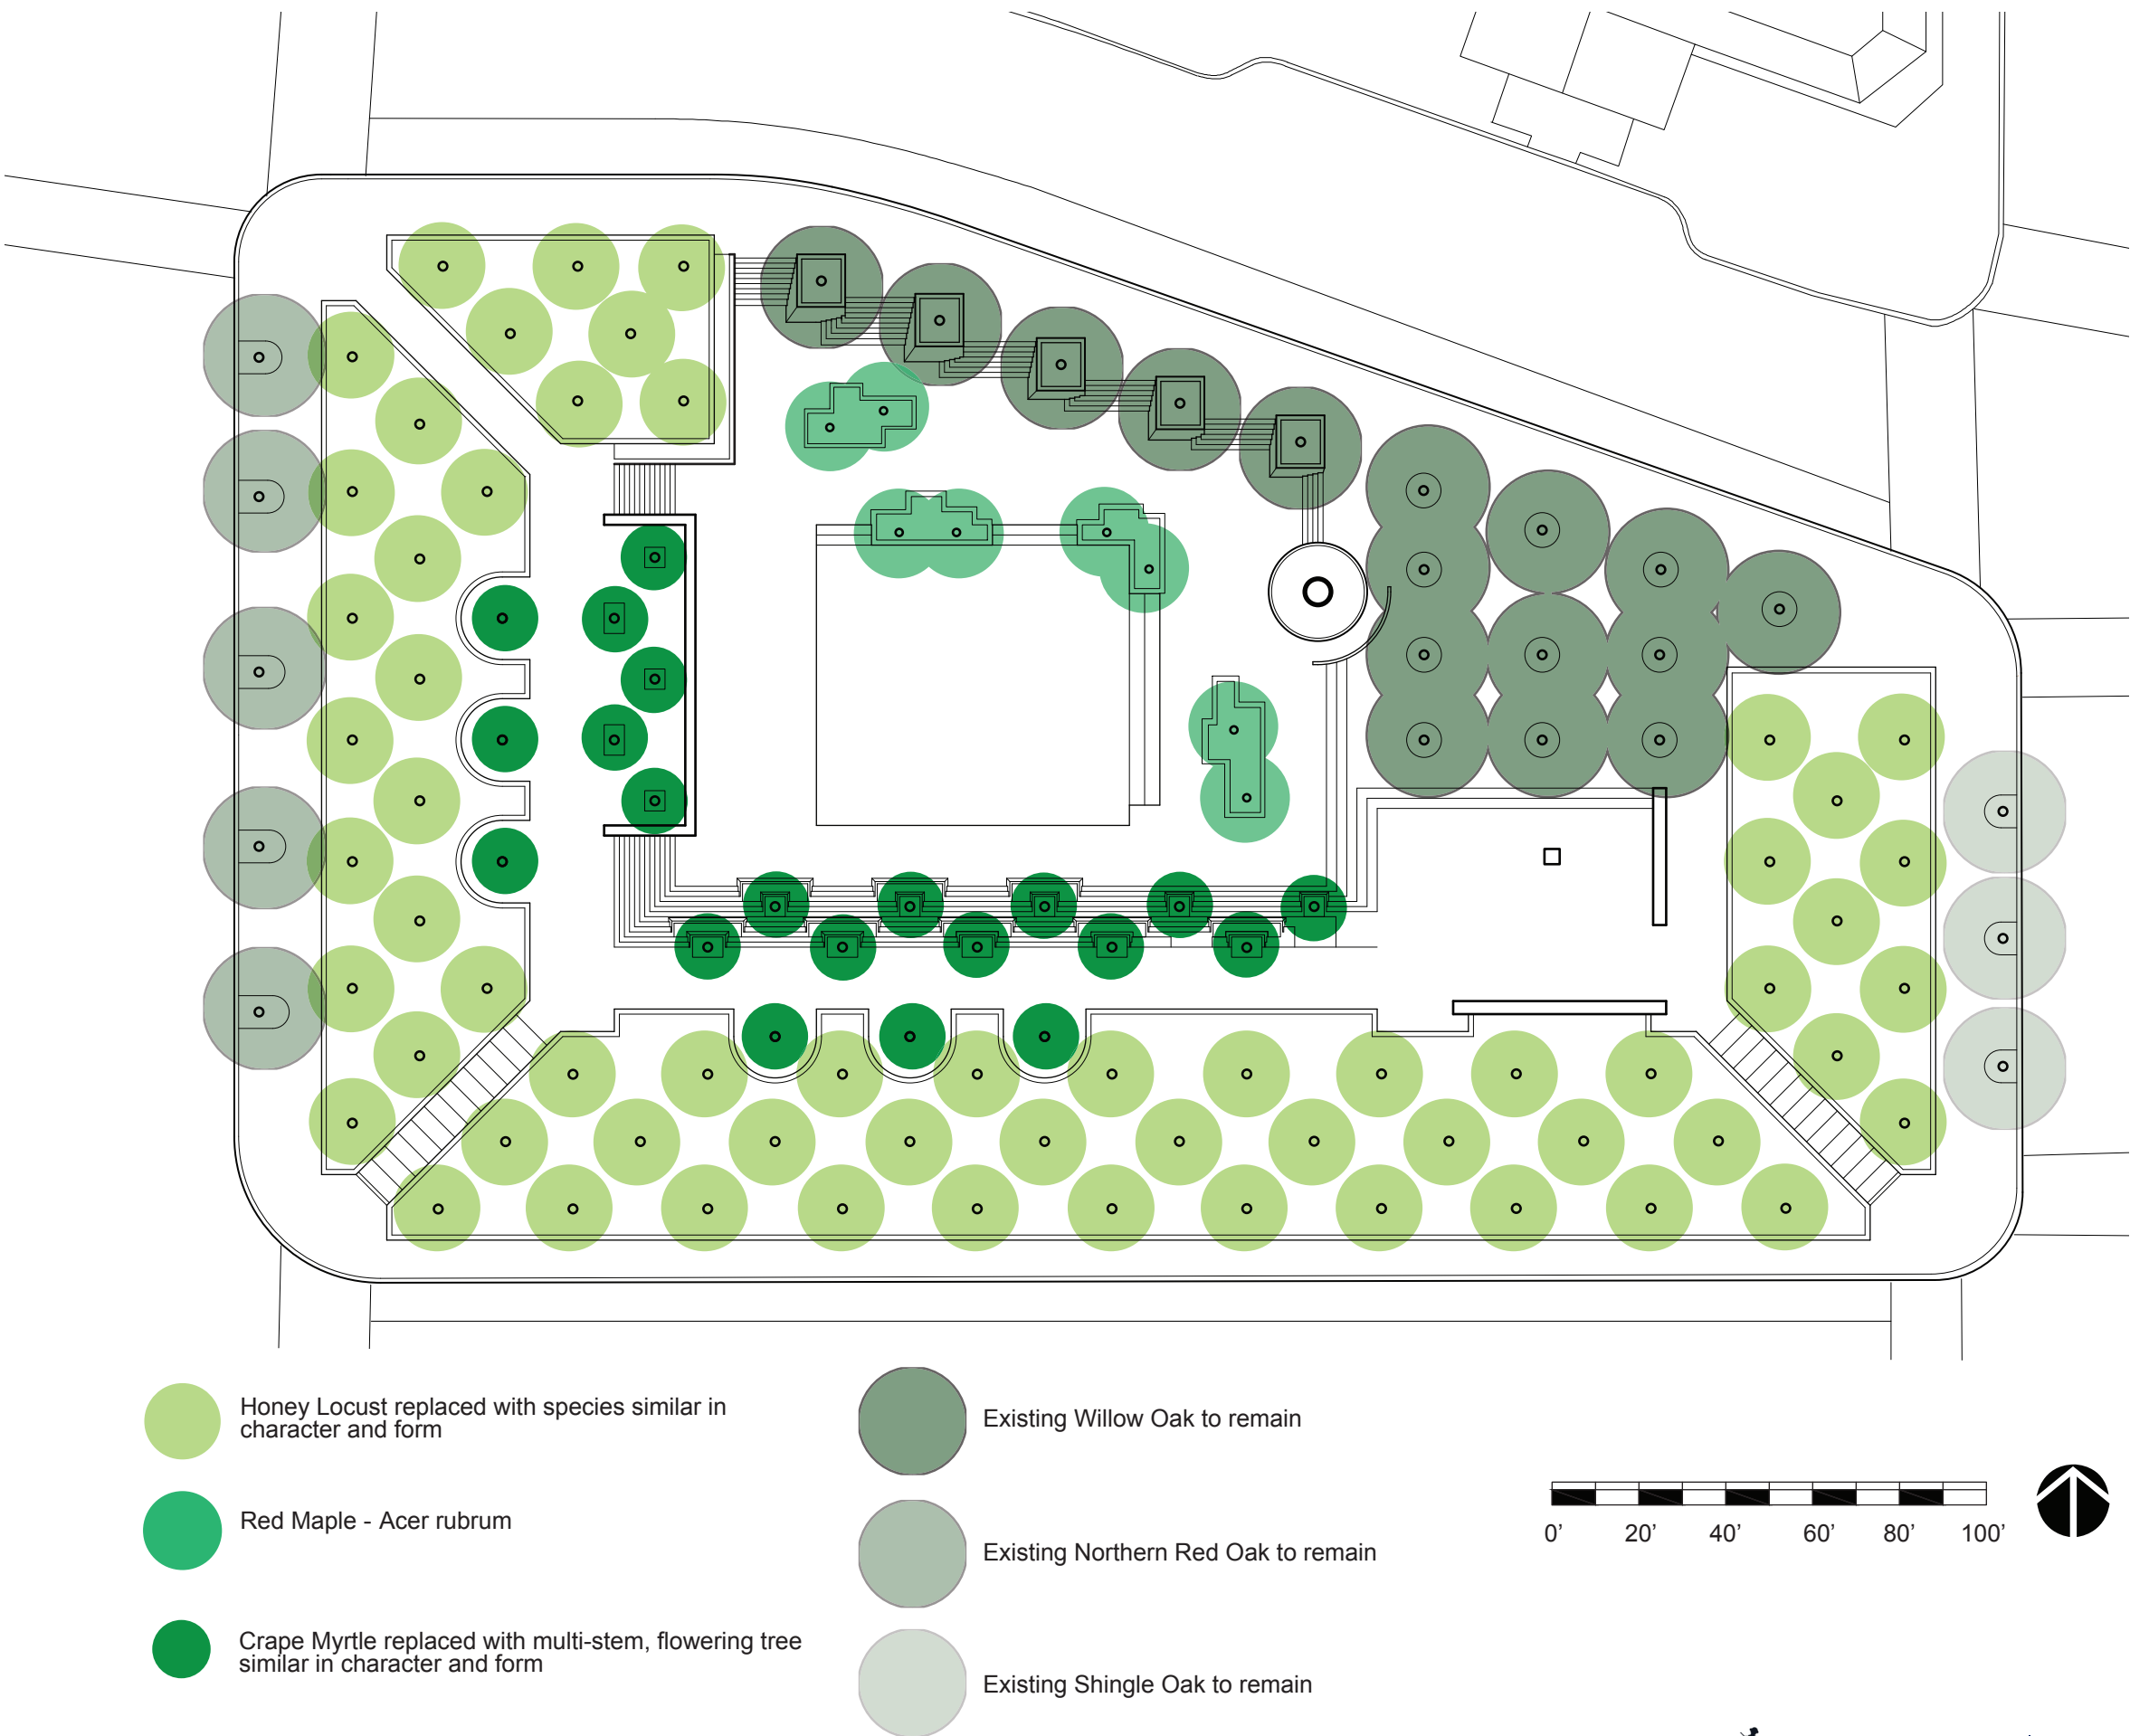 Honey Locust replaced with species similar in
character and form
Red Maple - Acer rubrum
Crape Myrtle replaced with multi-stem, flowering tree
similar in character and form
Existing Willow Oak to remain
Existing Northern Red Oak to remain
Existing Shingle Oak to remain
0’ 20’ 40’ 60’ 80’ 100’